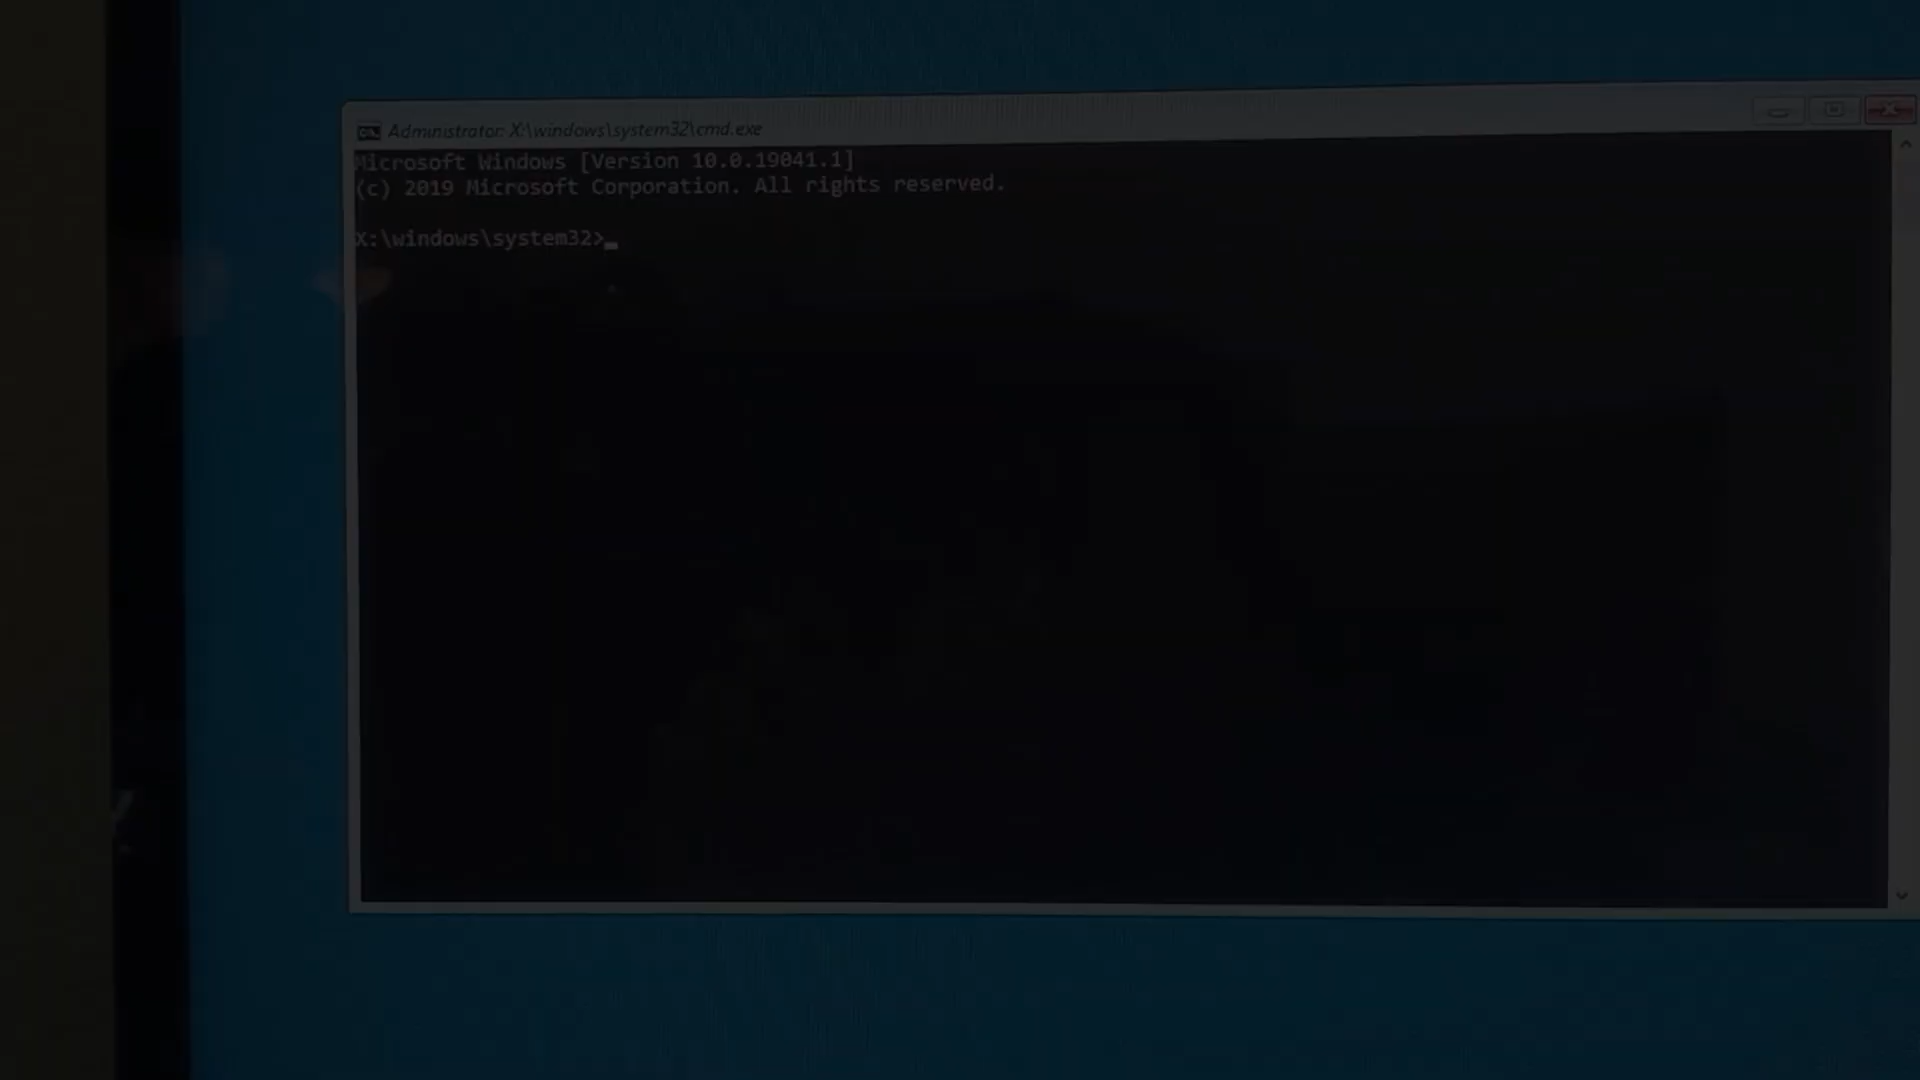 Administrator: X:\windows\system32\cmd.exe
Microsoft Windows [Version 10.0.19041.1]
(c) 2019 Microsoft Corporation. All rights reserved.
X:\windows\system32>